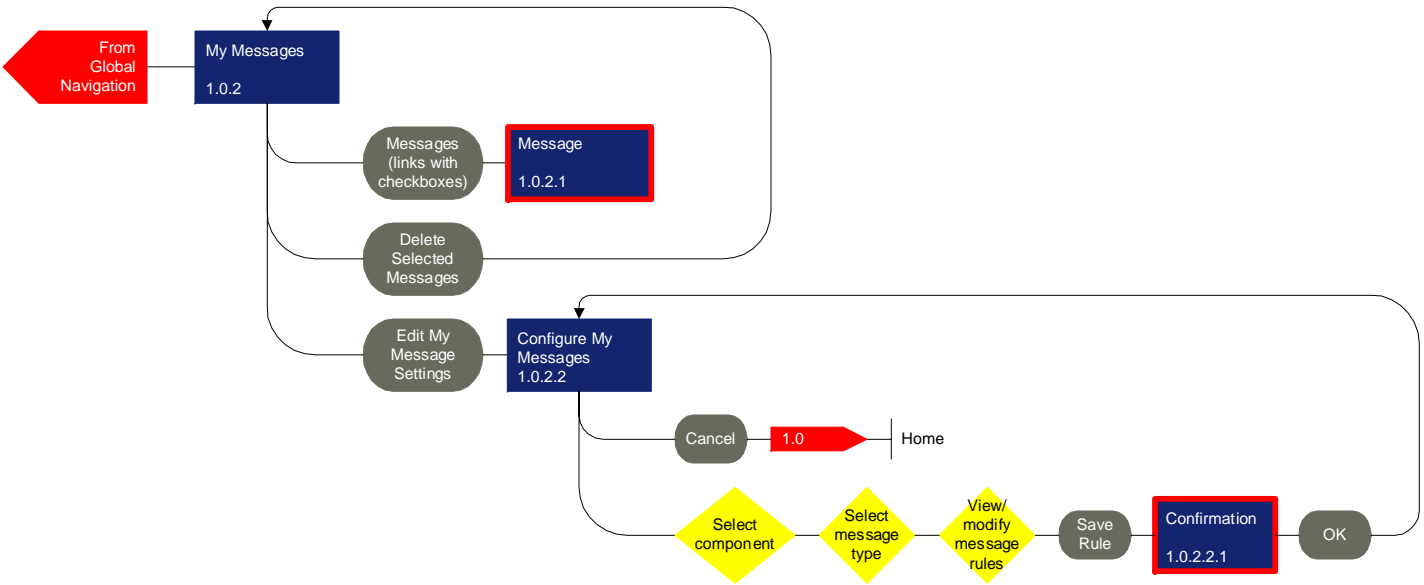 From
Global
Navigation
My Messages
1.0.2
Messages
(links with
checkboxes)
Message
1.0.2.1
Delete
Selected
Messages
Edit My
Message
Settings
Configure My
Messages
1.0.2.2
Cancel
1.0
Home
Select
component
Select
message
type
View/
modify
message
rules
Save
Rule
Confirmation
1.0.2.2.1
OK